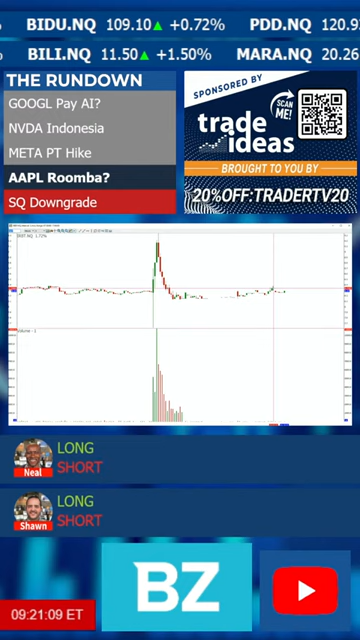 % BIDU.NQ 109.10▲ +0.72% PDD.NQ 120.9
BILI.NQ 11.50▲ +1.50% MARA.NQ 20.26
THE RUNDOWN
GOOGL Pay AI?
NVDA Indonesia
META PT Hike
AAPL Roomba?
SQ Downgrade
SPONSORED BY
SCAN ME!
trade ideas
BROUGHT TO YOU BY
20%OFF:TRADERTV20
LONG
SHORT
Neal
LONG
SHORT
Shawn
BZ
09:21:09 ET